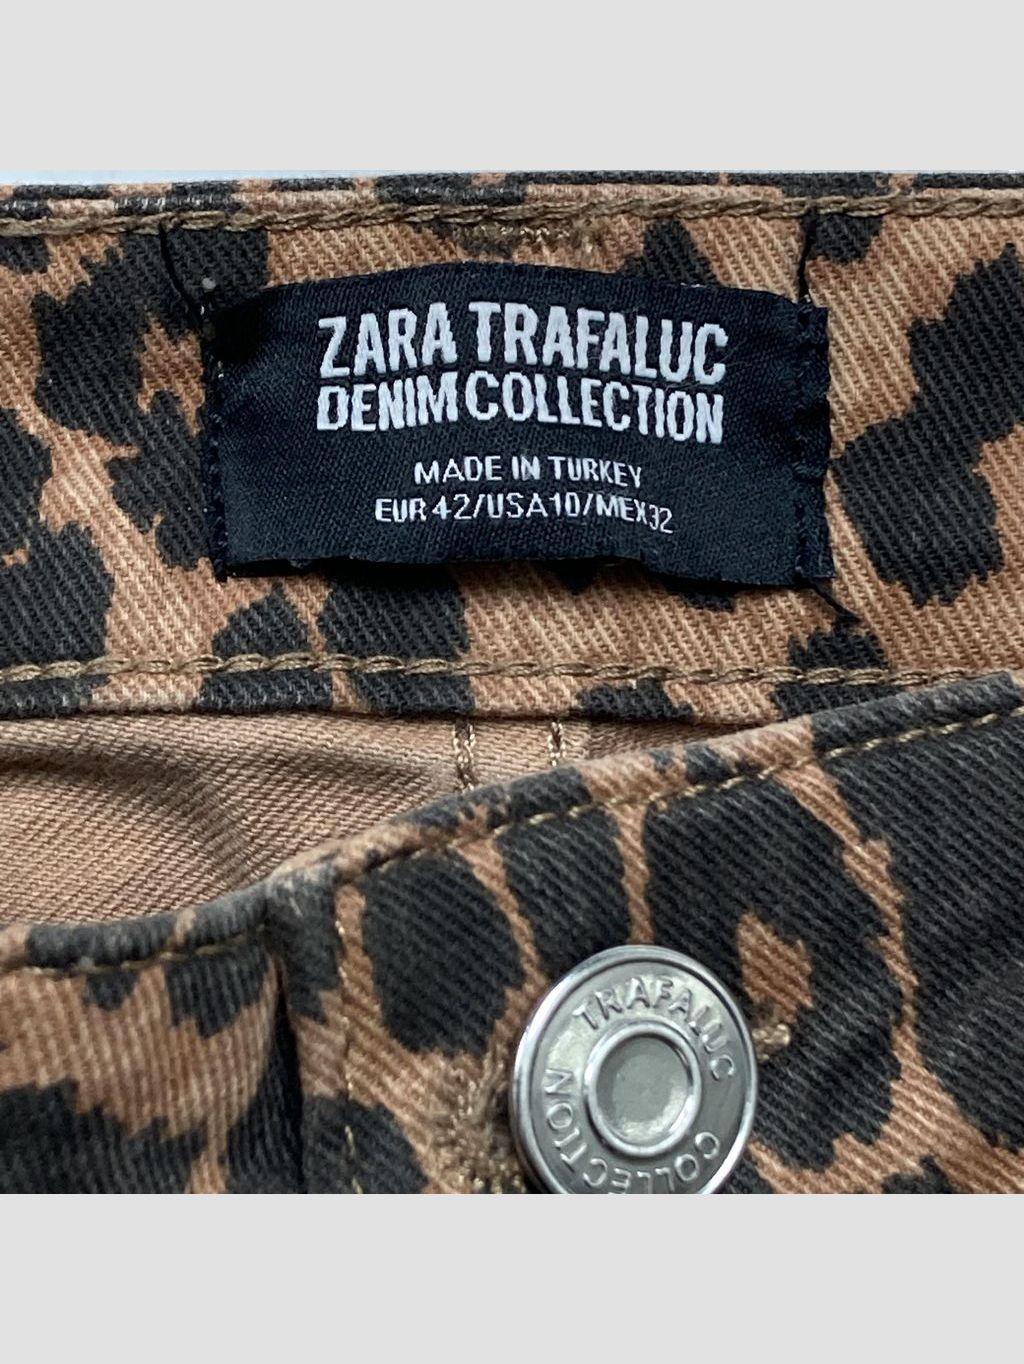 ZARA TRAFALUC
DENIM COLLECTION
MADE IN TURKEY
EUR 42/USA10/MEX32
TRAFALUC
COLLECTION